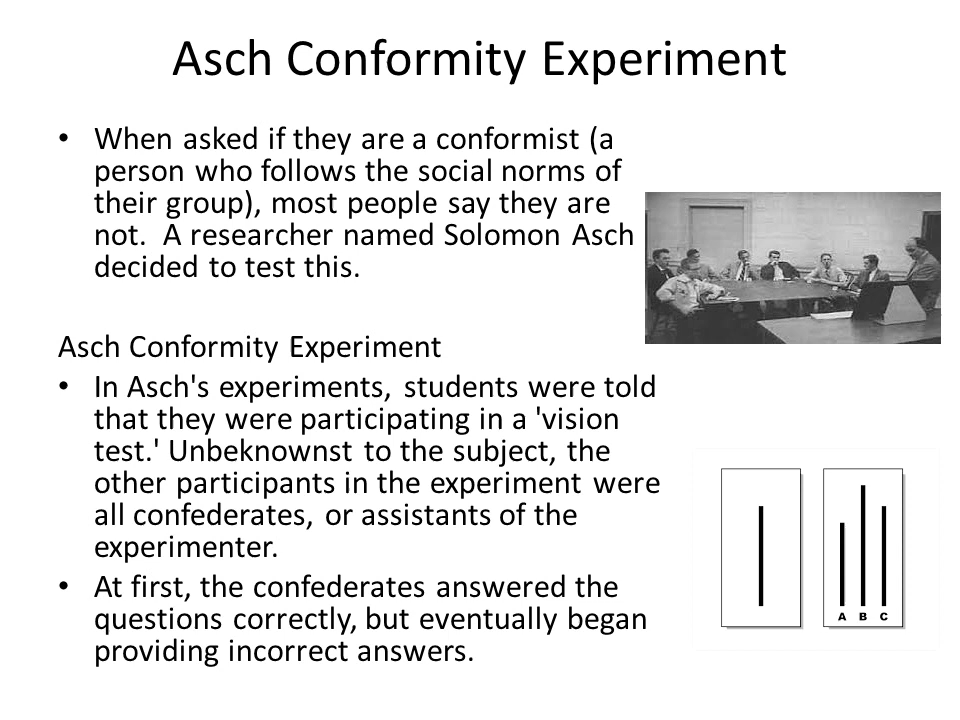 Asch Conformity Experiment
• When asked if they are a conformist (a
person who follows the social norms of
their group), most people say they are
not.  A researcher named Solomon Asch
decided to test this.
Asch Conformity Experiment
• In Asch's experiments, students were told
that they were participating in a 'vision
test.' Unbeknownst to the subject, the
other participants in the experiment were
all confederates, or assistants of the
experimenter.
• At first, the confederates answered the
questions correctly, but eventually began
providing incorrect answers.
A B C